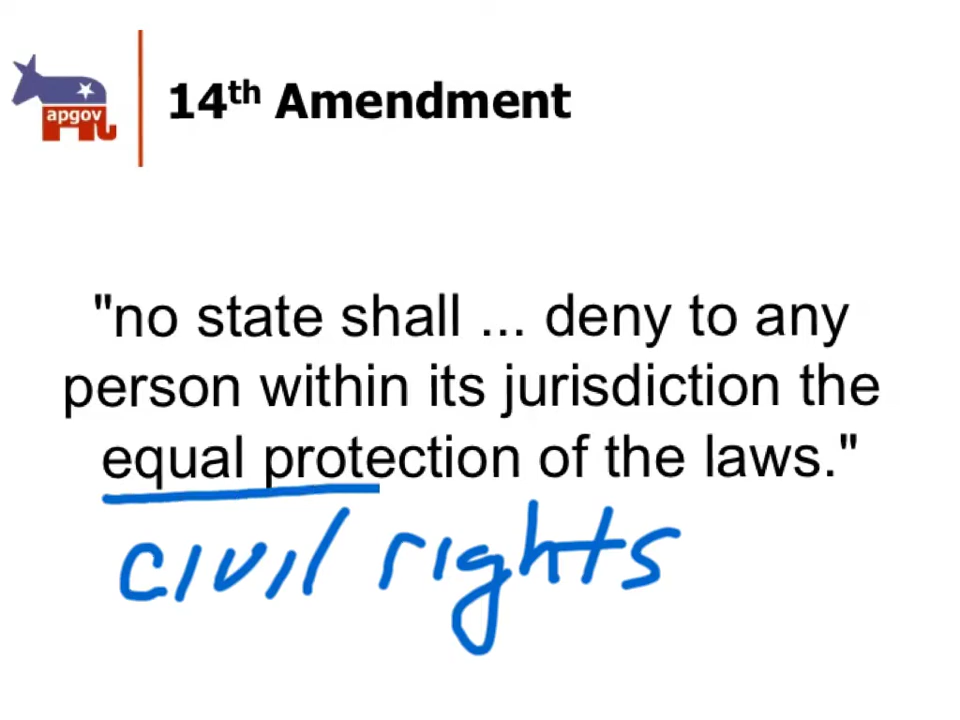 apgov
14th Amendment
"no state shall ... deny to any
person within its jurisdiction the
equal protection of the laws."
civil rights